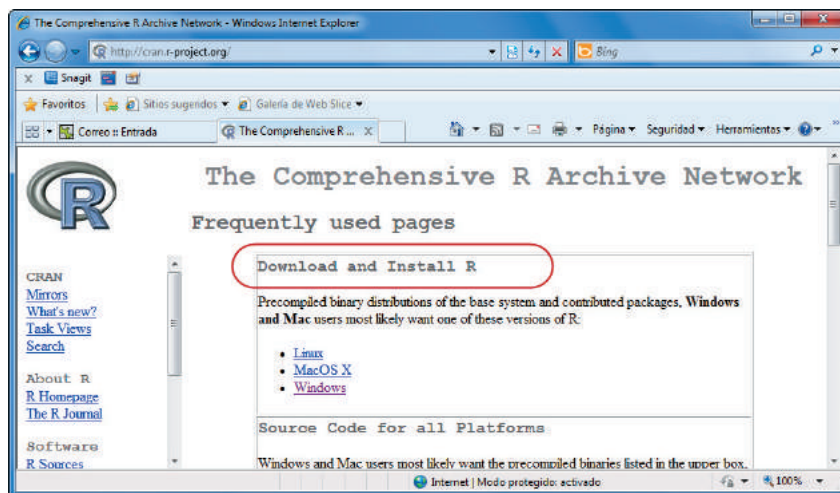 The Comprehensive R Archive Network - Windows Internet Explorer
http://cran.r-project.org/
Bing
x Snagit
Favoritos Sitios sugeridos Galería de Web Slice
Correo :: Entrada
The Comprehensive R ... X
Página Seguridad Herramientas
R
The Comprehensive R Archive Network
Frequently used pages
CRAN
Mirrors
What's new?
Task Views
Search
About R
R Homepage
The R Journal
Software
R Sources
Download and Install R
Precompiled binary distributions of the base system and contributed packages, Windows
and Mac users most likely want one of these versions of R:
• Linux
• MacOS X
• Windows
Source Code for all Platforms
Windows and Mac users most likely want the precompiled binaries listed in the upper box,
Internet | Modo protegido: activado
100%